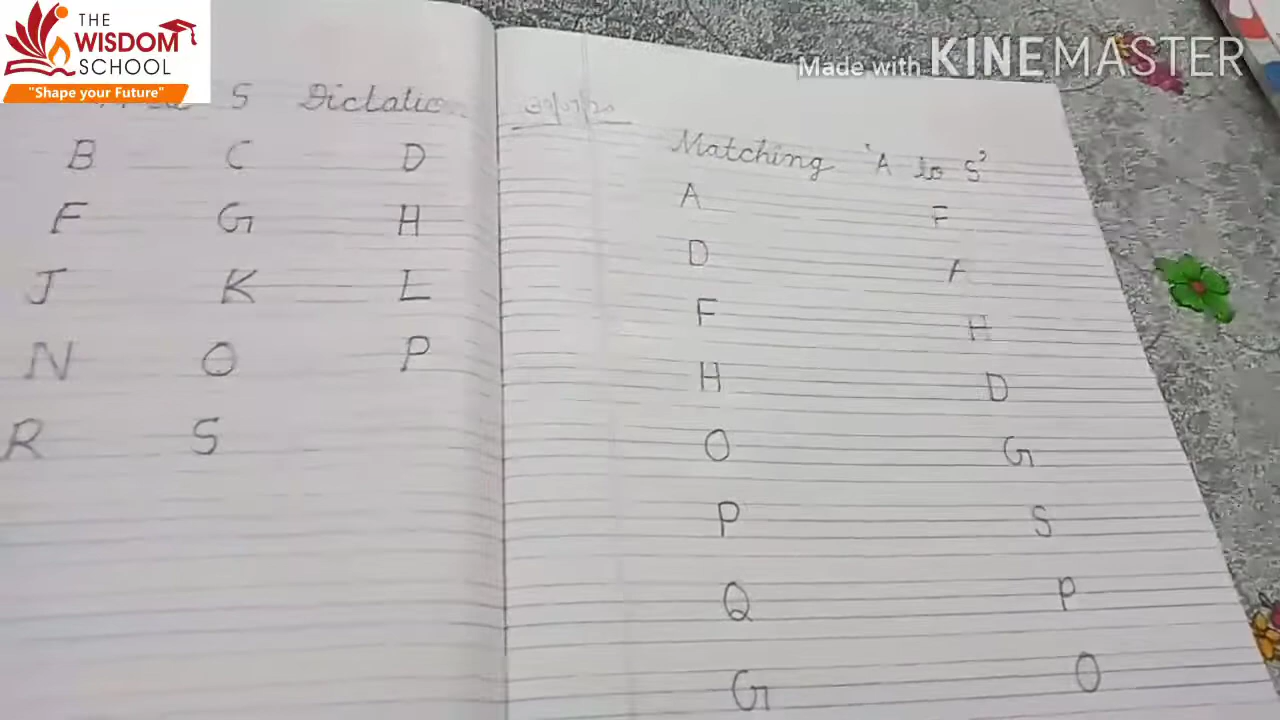 THE
WISDOM
SCHOOL
"Shape your Future"
Made with KINEMASTER
S Dictatio
B C D
F G H
J K L
N O P
R S
Matching 'A to S'
A F
D A
F H
H D
O G
P S
Q P
G O